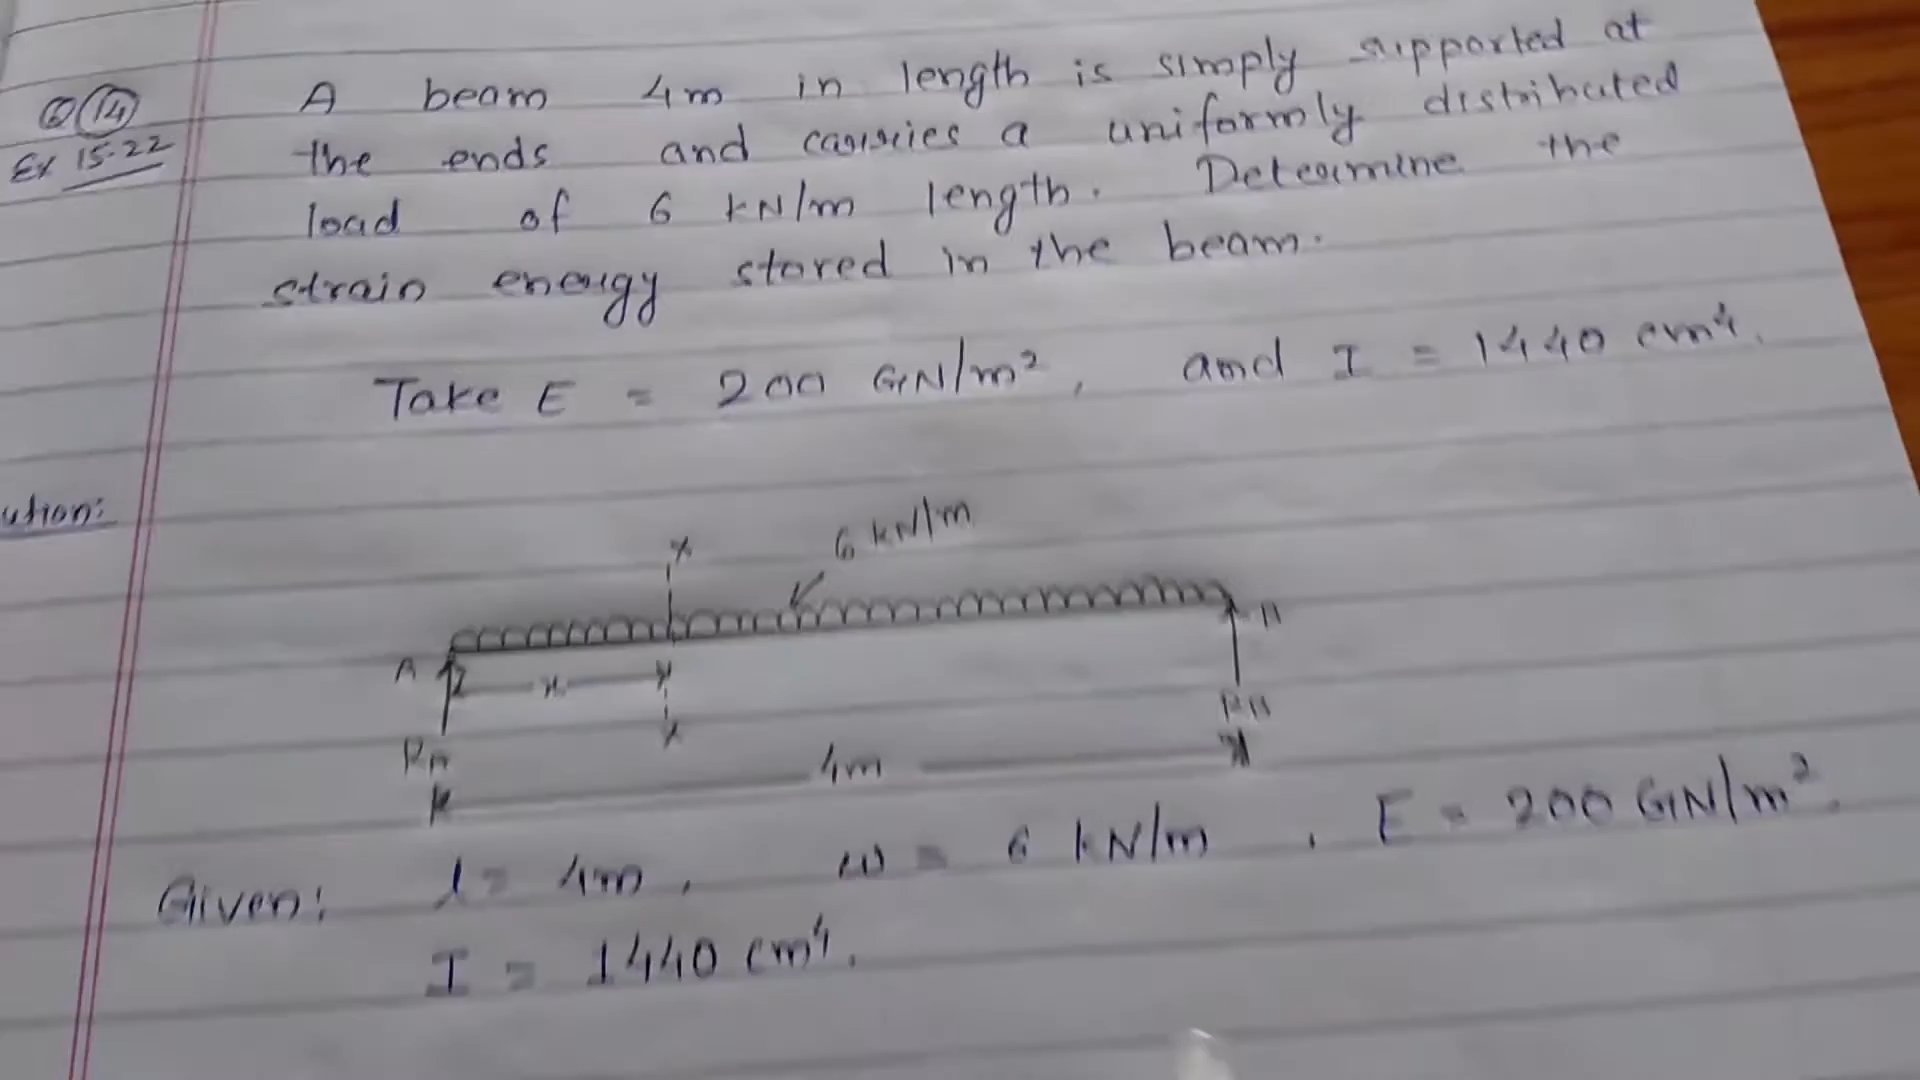 Q 14
Ex 15.22
A beam 4m in length is simply supported at
the ends and carries a uniformly distributed
load of 6 kN/m length. Determine the
strain energy stored in the beam.
Take E = 200 GN/m², and I = 1440 cm⁴.
ution:
x
6 kN/m
A
B
x
x
RA
RB
4m
Given: l = 4m, w = 6 kN/m, E = 200 GN/m².
I = 1440 cm⁴.